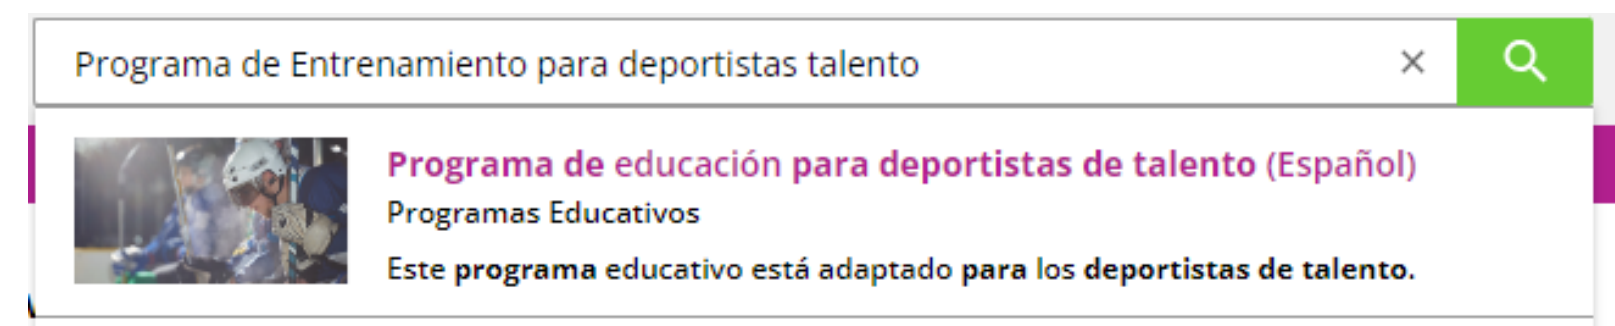 Programa de Entrenamiento para deportistas talento
Programa de educación para deportistas de talento (Español)
Programas Educativos
Este programa educativo está adaptado para los deportistas de talento.